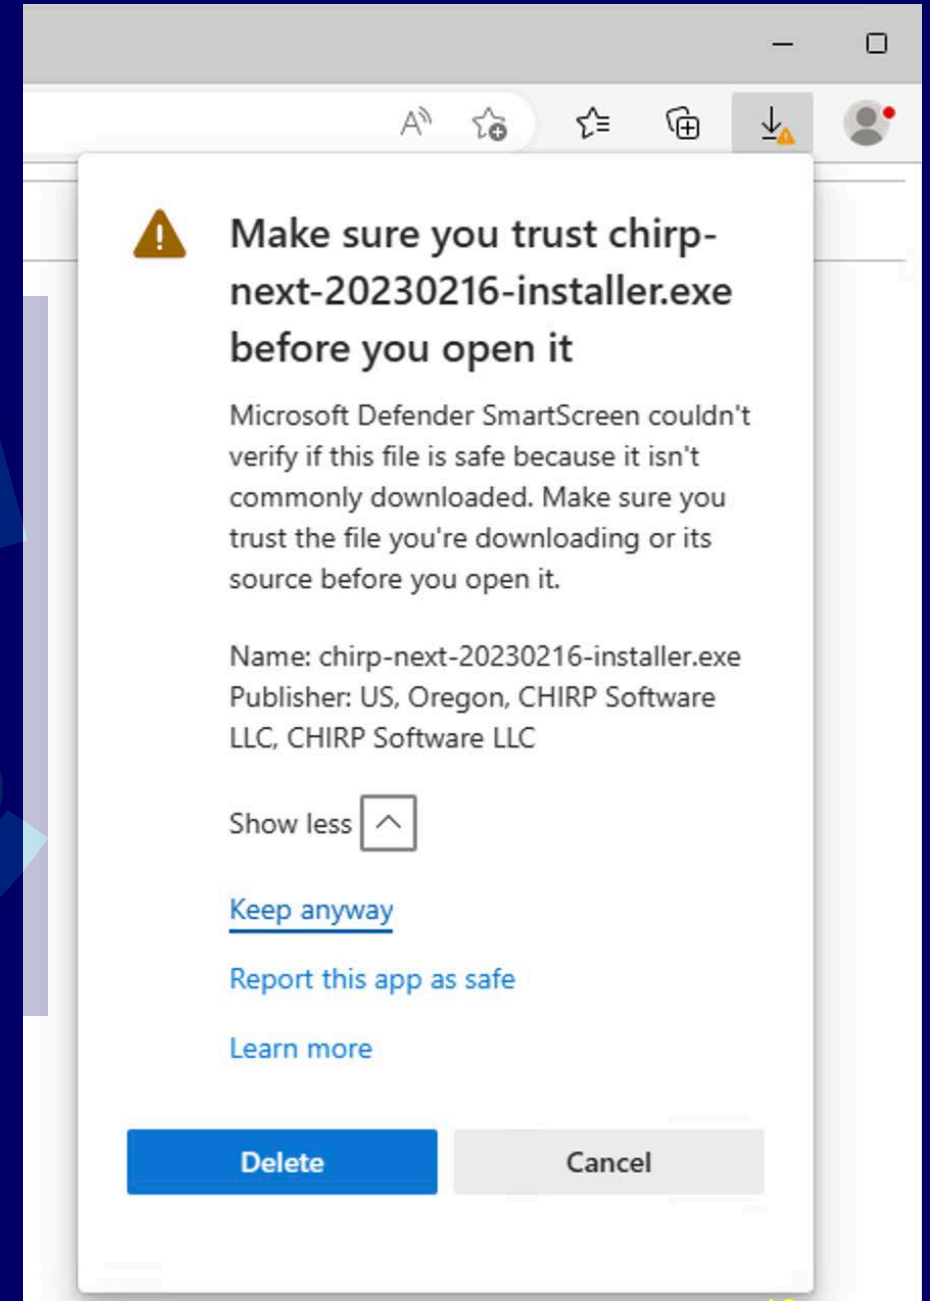 Make sure you trust chirp-
next-20230216-installer.exe
before you open it
Microsoft Defender SmartScreen couldn't
verify if this file is safe because it isn't
commonly downloaded. Make sure you
trust the file you're downloading or its
source before you open it.
Name: chirp-next-20230216-installer.exe
Publisher: US, Oregon, CHIRP Software
LLC, CHIRP Software LLC
Show less
Keep anyway
Report this app as safe
Learn more
Delete
Cancel